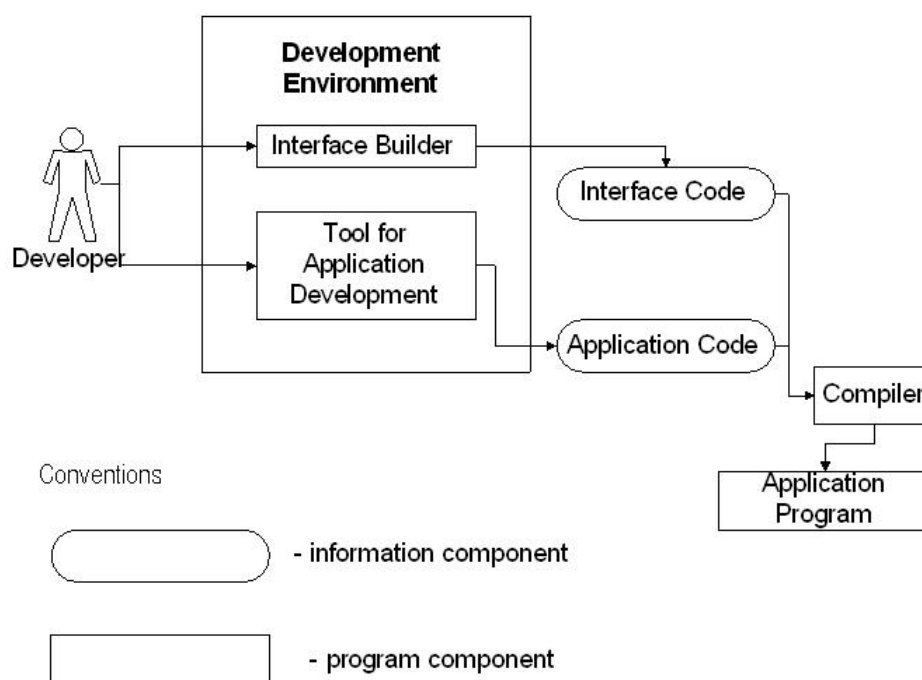 Development
Environment
Interface Builder
Interface Code
Developer
Tool for
Application
Development
Application Code
Compiler
Application
Program
Conventions
- information component
- program component